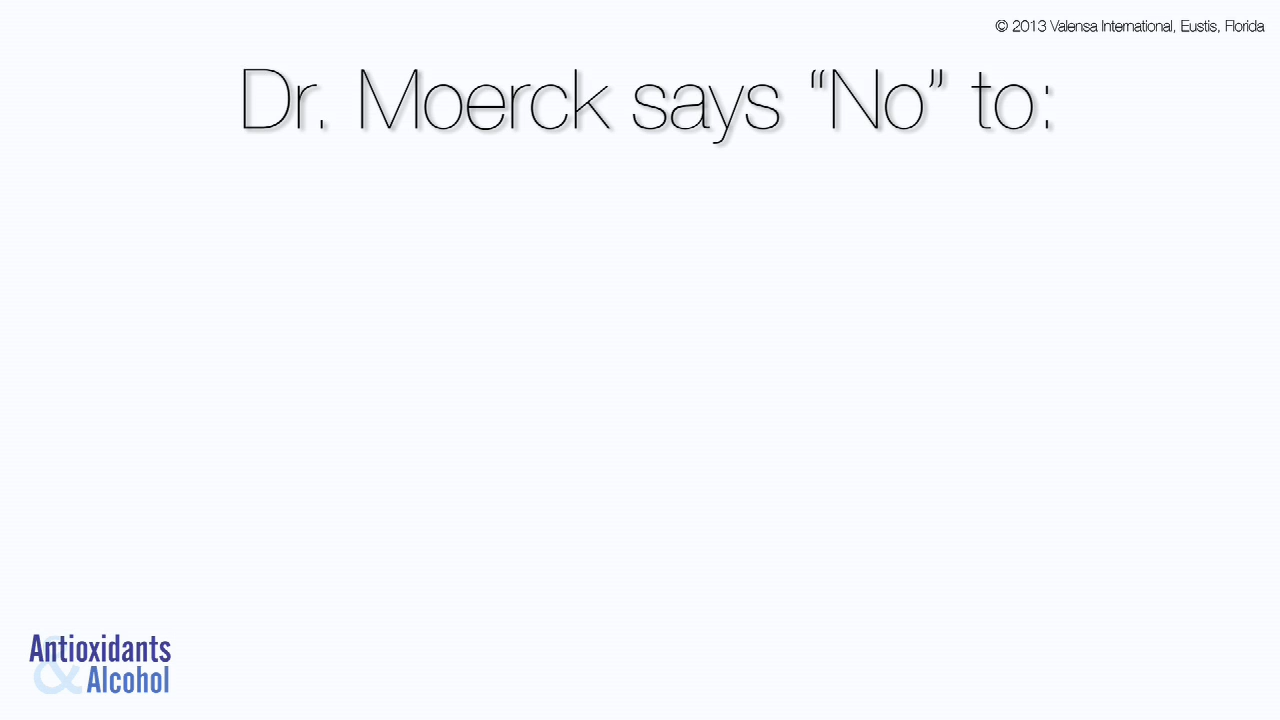 © 2013 Valensa International, Eustis, Florida
Dr. Moerck says “No” to:
Antioxidants
& Alcohol